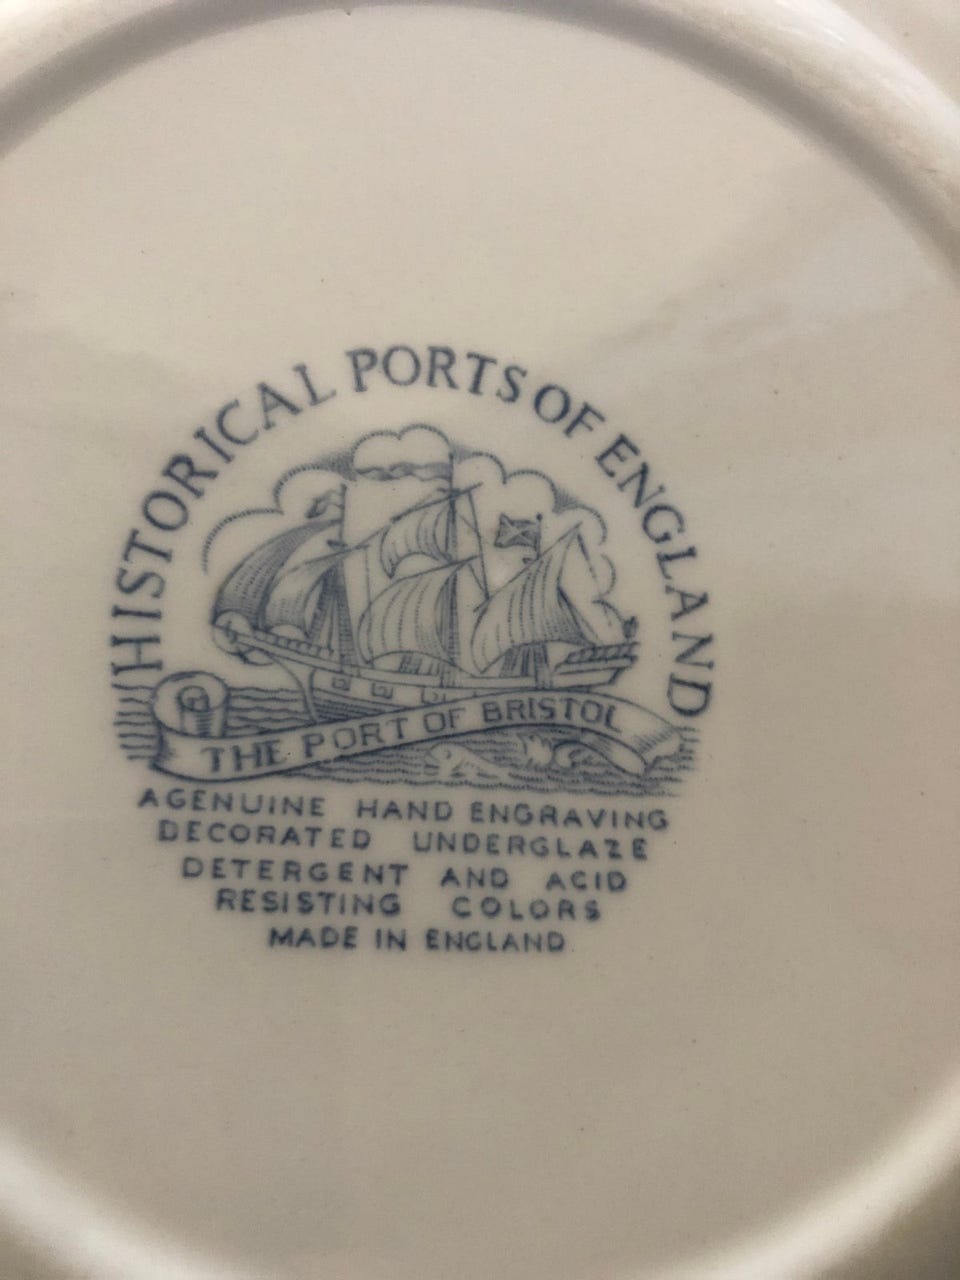 HISTORICAL PORTS OF ENGLAND
THE PORT OF BRISTOL
A GENUINE HAND ENGRAVING
DECORATED UNDERGLAZE
DETERGENT AND ACID
RESISTING COLORS
MADE IN ENGLAND